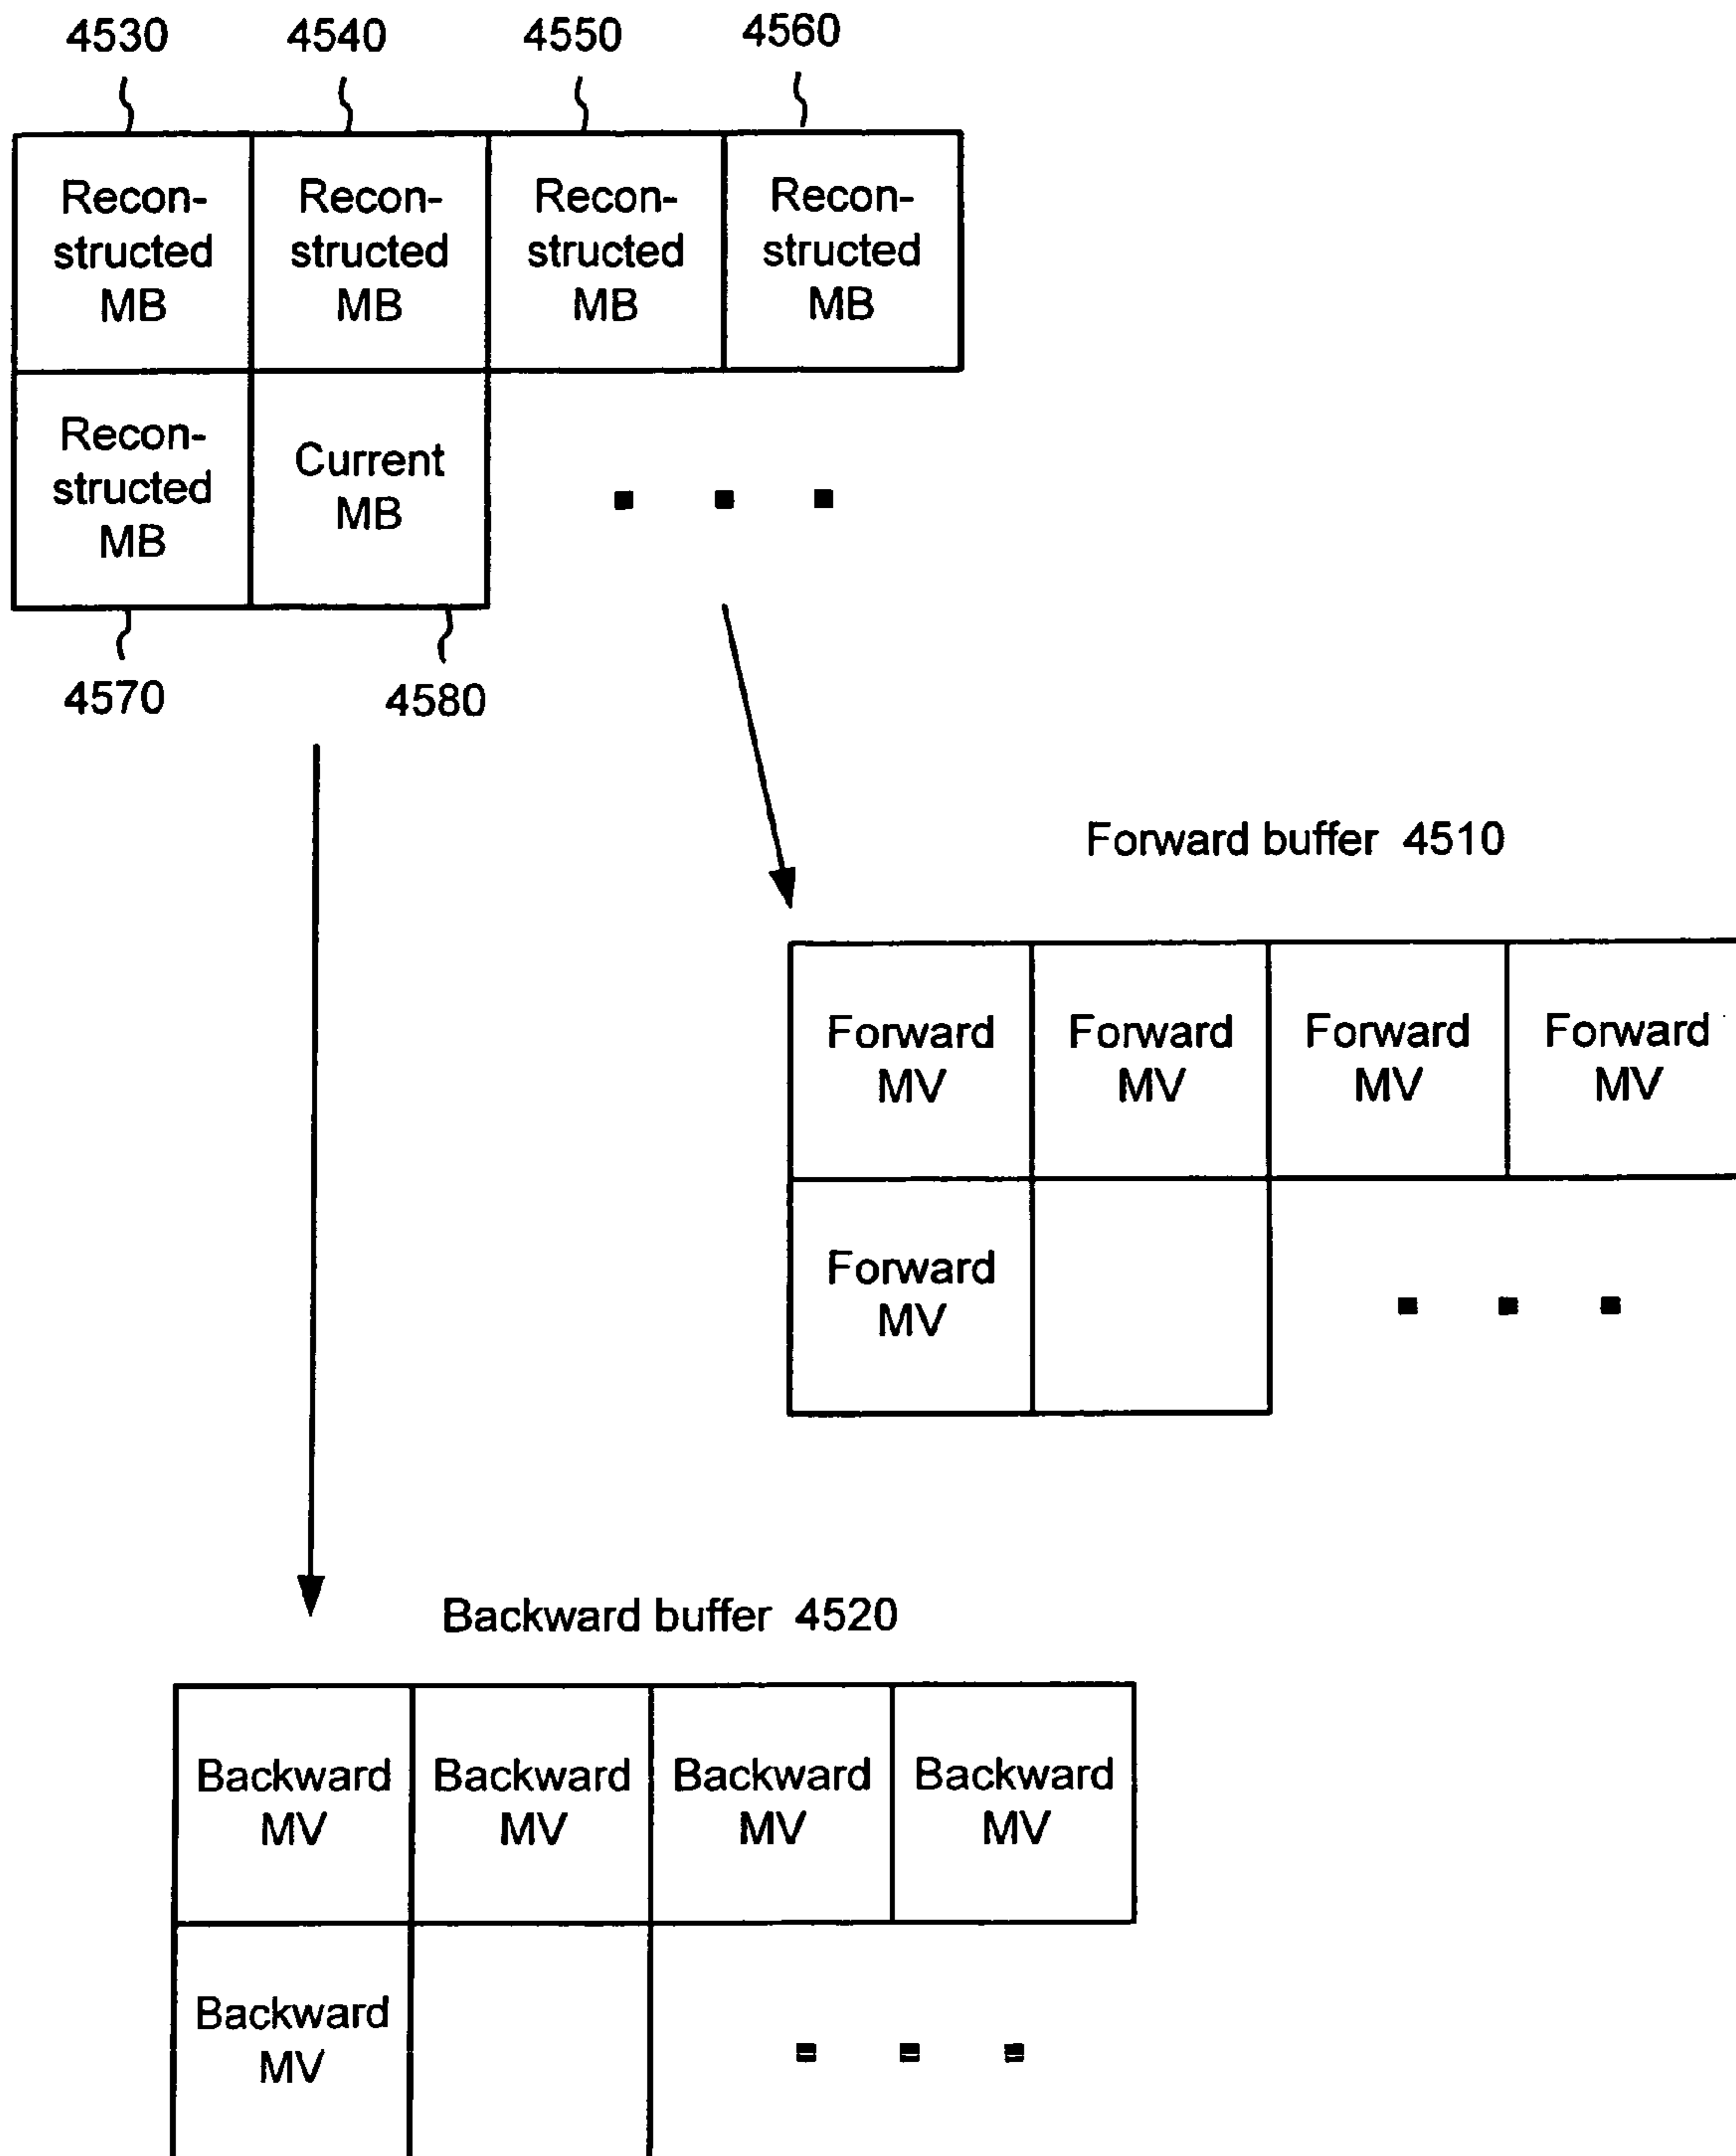 4530 4540 4550 4560
Recon- Recon- Recon- Recon-
structed structed structed structed
MB MB MB MB
Recon- Current
structed MB
MB
4570 4580
Forward buffer 4510
Forward Forward Forward Forward
MV MV MV MV
Forward
MV
Backward buffer 4520
Backward Backward Backward Backward
MV MV MV MV
Backward
MV